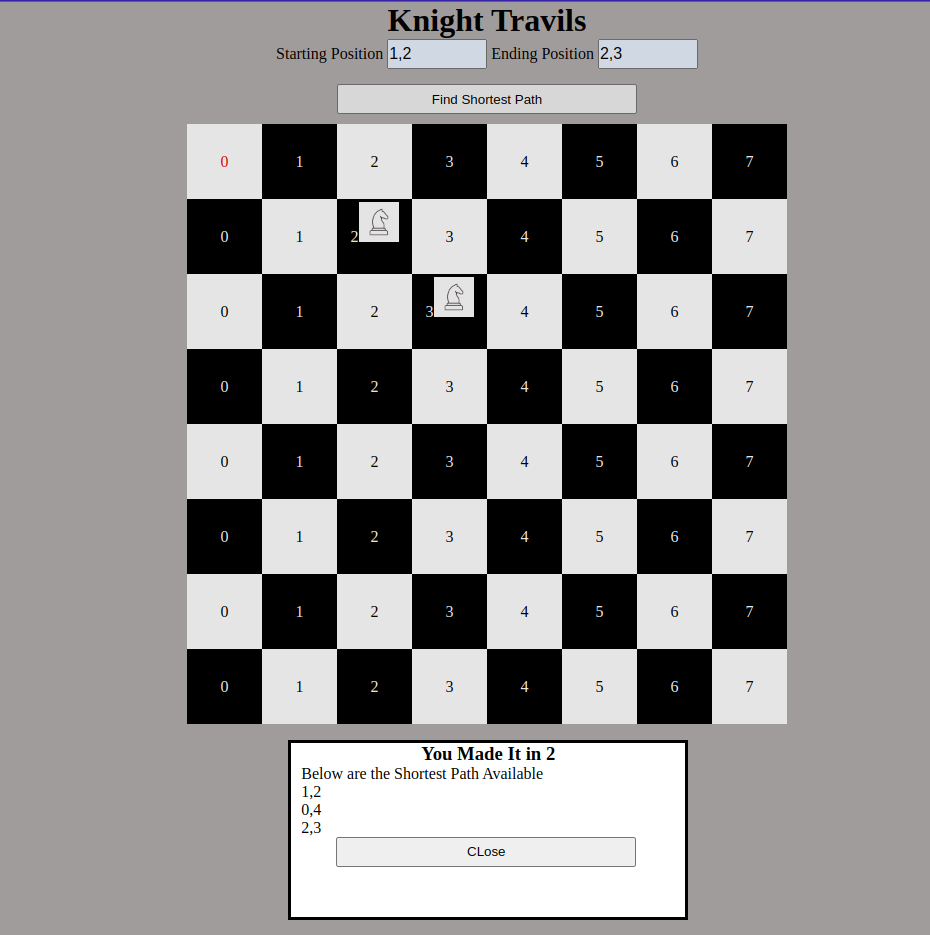 Knight Travils
Starting Position 1,2 Ending Position 2,3
Find Shortest Path
0 1 2 3 4 5 6 7
0 1 2 3 4 5 6 7
0 1 2 3 4 5 6 7
0 1 2 3 4 5 6 7
0 1 2 3 4 5 6 7
0 1 2 3 4 5 6 7
0 1 2 3 4 5 6 7
0 1 2 3 4 5 6 7
You Made It in 2
Below are the Shortest Path Available
1,2
0,4
2,3
CLose